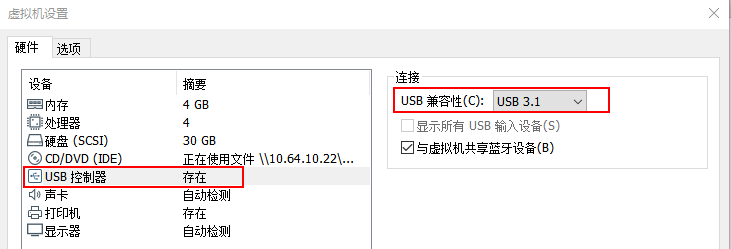 虚拟机设置
硬件 选项
设备 摘要
内存 4 GB
处理器 4
硬盘 (SCSI) 30 GB
CD/DVD (IDE) 正在使用文件 \\10.64.10.22\...
USB 控制器 存在
声卡 自动检测
打印机 存在
显示器 自动检测
连接
USB 兼容性(C): USB 3.1
显示所有 USB 输入设备(S)
与虚拟机共享蓝牙设备(B)